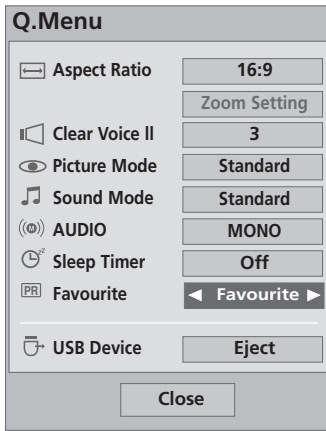 Q.Menu
Aspect Ratio 16:9
Zoom Setting
Clear Voice ll 3
Picture Mode Standard
Sound Mode Standard
AUDIO MONO
Sleep Timer Off
PR Favourite ◄ Favourite ►
USB Device Eject
Close